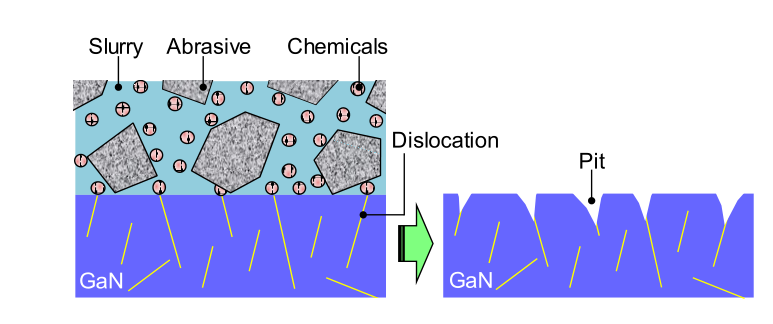 Slurry Abrasive Chemicals
Dislocation
Pit
GaN
GaN